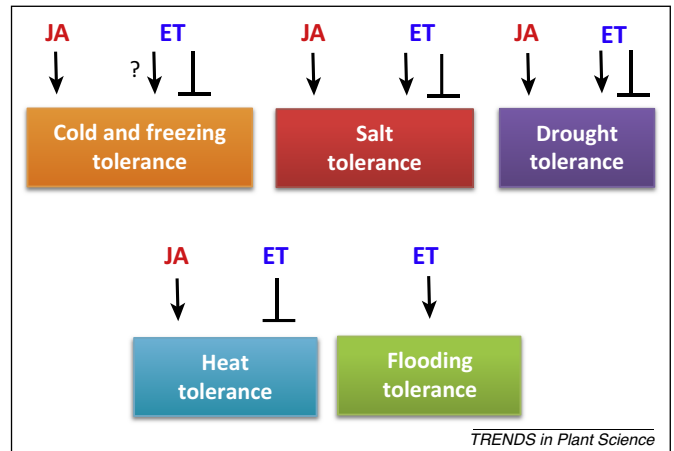 JA ET JA ET JA ET
?
Cold and freezing tolerance
Salt tolerance
Drought tolerance
JA ET ET
Heat tolerance
Flooding tolerance
TRENDS in Plant Science